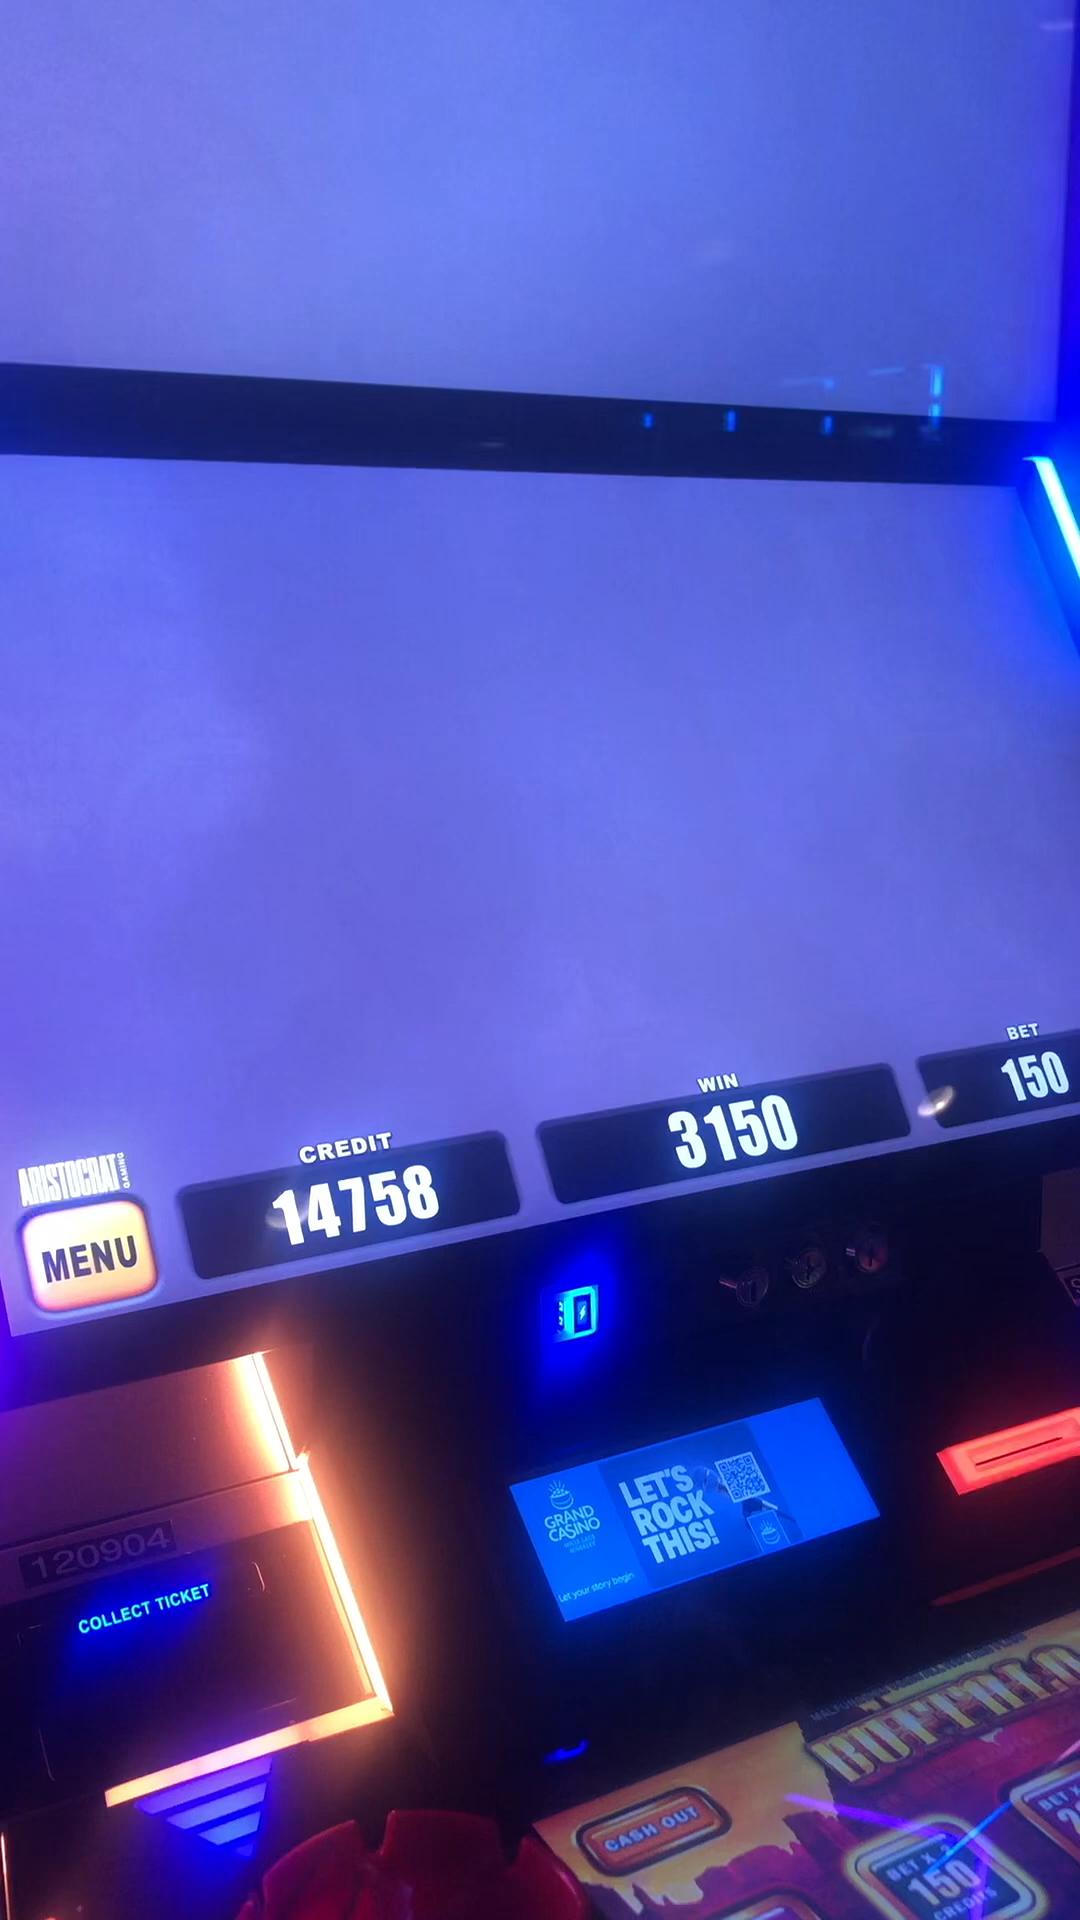 BET
150
WIN
3150
CREDIT
14758
ARISTOCRAT
GAMING
MENU
LET'S
ROCK
THIS!
GRAND
CASINO
Let your story begin
120904
COLLECT TICKET
BUFFALO
CASH OUT
BET X
150
CREDITS
BET X